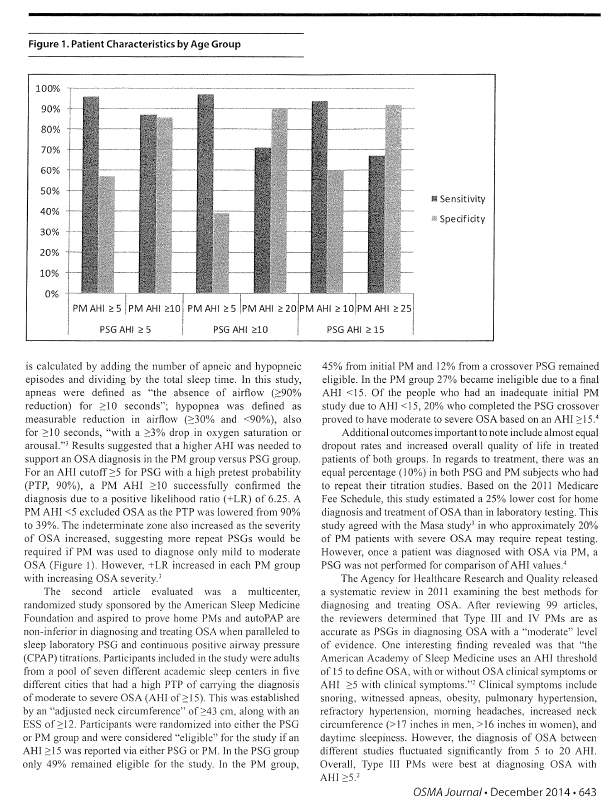 Figure 1. Patient Characteristics by Age Group
100%
90%
80%
70%
60%
50%
40%
30%
20%
10%
0%
Sensitivity
Specificity
PM AHI ≥ 5 PM AHI ≥10 PM AHI ≥ 5 PM AHI ≥ 20 PM AHI ≥ 10 PM AHI ≥ 25
PSG AHI ≥ 5 PSG AHI ≥10 PSG AHI ≥ 15
is calculated by adding the number of apneic and hypopneic
episodes and dividing by the total sleep time. In this study,
apneas were defined as “the absence of airflow (≥90%
reduction) for ≥10 seconds”; hypopnea was defined as
measurable reduction in airflow (≥30% and <90%), also
for ≥10 seconds, “with a ≥3% drop in oxygen saturation or
arousal.”3 Results suggested that a higher AHI was needed to
support an OSA diagnosis in the PM group versus PSG group.
For an AHI cutoff ≥5 for PSG with a high pretest probability
(PTP, 90%), a PM AHI ≥10 successfully confirmed the
diagnosis due to a positive likelihood ratio (+LR) of 6.25. A
PM AHI <5 excluded OSA as the PTP was lowered from 90%
to 39%. The indeterminate zone also increased as the severity
of OSA increased, suggesting more repeat PSGs would be
required if PM was used to diagnose only mild to moderate
OSA (Figure 1). However, +LR increased in each PM group
with increasing OSA severity.3
The second article evaluated was a multicenter,
randomized study sponsored by the American Sleep Medicine
Foundation and aspired to prove home PMs and autoPAP are
non-inferior in diagnosing and treating OSA when paralleled to
sleep laboratory PSG and continuous positive airway pressure
(CPAP) titrations. Participants included in the study were adults
from a pool of seven different academic sleep centers in five
different cities that had a high PTP of carrying the diagnosis
of moderate to severe OSA (AHI of ≥15). This was established
by an “adjusted neck circumference” of ≥43 cm, along with an
ESS of ≥12. Participants were randomized into either the PSG
or PM group and were considered “eligible” for the study if an
AHI ≥15 was reported via either PSG or PM. In the PSG group
only 49% remained eligible for the study. In the PM group,
45% from initial PM and 12% from a crossover PSG remained
eligible. In the PM group 27% became ineligible due to a final
AHI <15. Of the people who had an inadequate initial PM
study due to AHI <15, 20% who completed the PSG crossover
proved to have moderate to severe OSA based on an AHI ≥15.4
Additional outcomes important to note include almost equal
dropout rates and increased overall quality of life in treated
patients of both groups. In regards to treatment, there was an
equal percentage (10%) in both PSG and PM subjects who had
to repeat their titration studies. Based on the 2011 Medicare
Fee Schedule, this study estimated a 25% lower cost for home
diagnosis and treatment of OSA than in laboratory testing. This
study agreed with the Masa study3 in who approximately 20%
of PM patients with severe OSA may require repeat testing.
However, once a patient was diagnosed with OSA via PM, a
PSG was not performed for comparison of AHI values.4
The Agency for Healthcare Research and Quality released
a systematic review in 2011 examining the best methods for
diagnosing and treating OSA. After reviewing 99 articles,
the reviewers determined that Type III and IV PMs are as
accurate as PSGs in diagnosing OSA with a “moderate” level
of evidence. One interesting finding revealed was that “the
American Academy of Sleep Medicine uses an AHI threshold
of 15 to define OSA, with or without OSA clinical symptoms or
AHI ≥5 with clinical symptoms.”2 Clinical symptoms include
snoring, witnessed apneas, obesity, pulmonary hypertension,
refractory hypertension, morning headaches, increased neck
circumference (>17 inches in men, >16 inches in women), and
daytime sleepiness. However, the diagnosis of OSA between
different studies fluctuated significantly from 5 to 20 AHI.
Overall, Type III PMs were best at diagnosing OSA with
AHI ≥5.2
OSMA Journal • December 2014 • 643